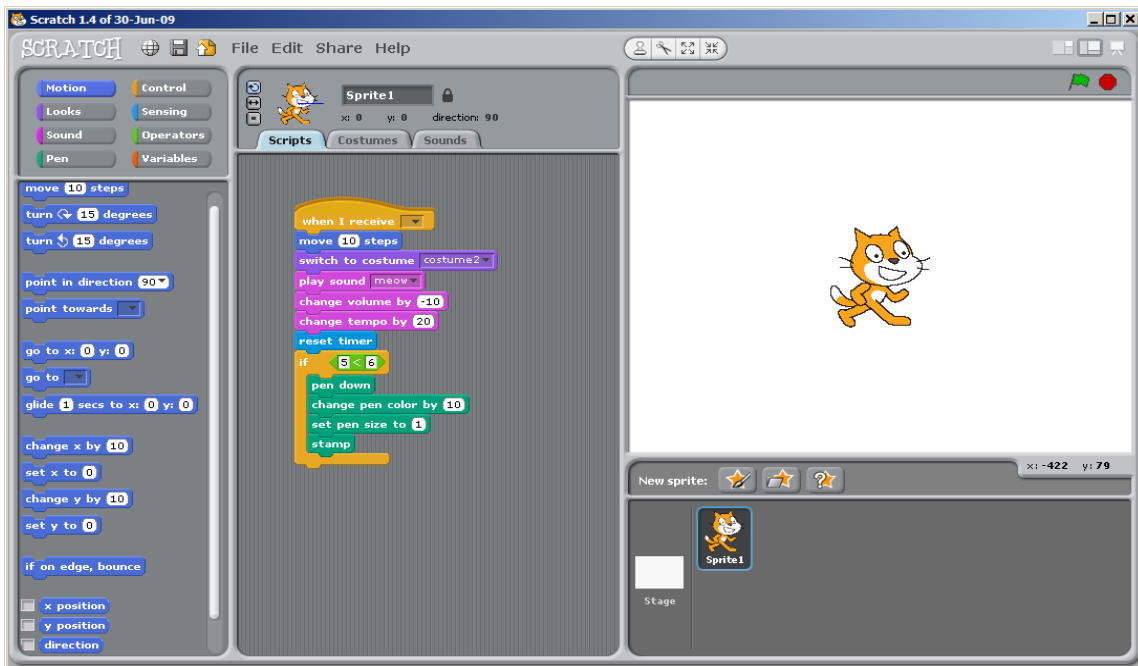 Scratch 1.4 of 30-Jun-09
SCRATCH File Edit Share Help
Motion Control
Looks Sensing
Sound Operators
Pen Variables
move 10 steps
turn 15 degrees
turn 15 degrees
point in direction 90
point towards
go to x: 0 y: 0
go to
glide 1 secs to x: 0 y: 0
change x by 10
set x to 0
change y by 10
set y to 0
if on edge, bounce
x position
y position
direction
Sprite1
x: 0 y: 0 direction: 90
Scripts Costumes Sounds
when I receive
move 10 steps
switch to costume costume2
play sound meow
change volume by -10
change tempo by 20
reset timer
if 5 < 6
pen down
change pen color by 10
set pen size to 1
stamp
x: -422 y: 79
New sprite:
Sprite1
Stage